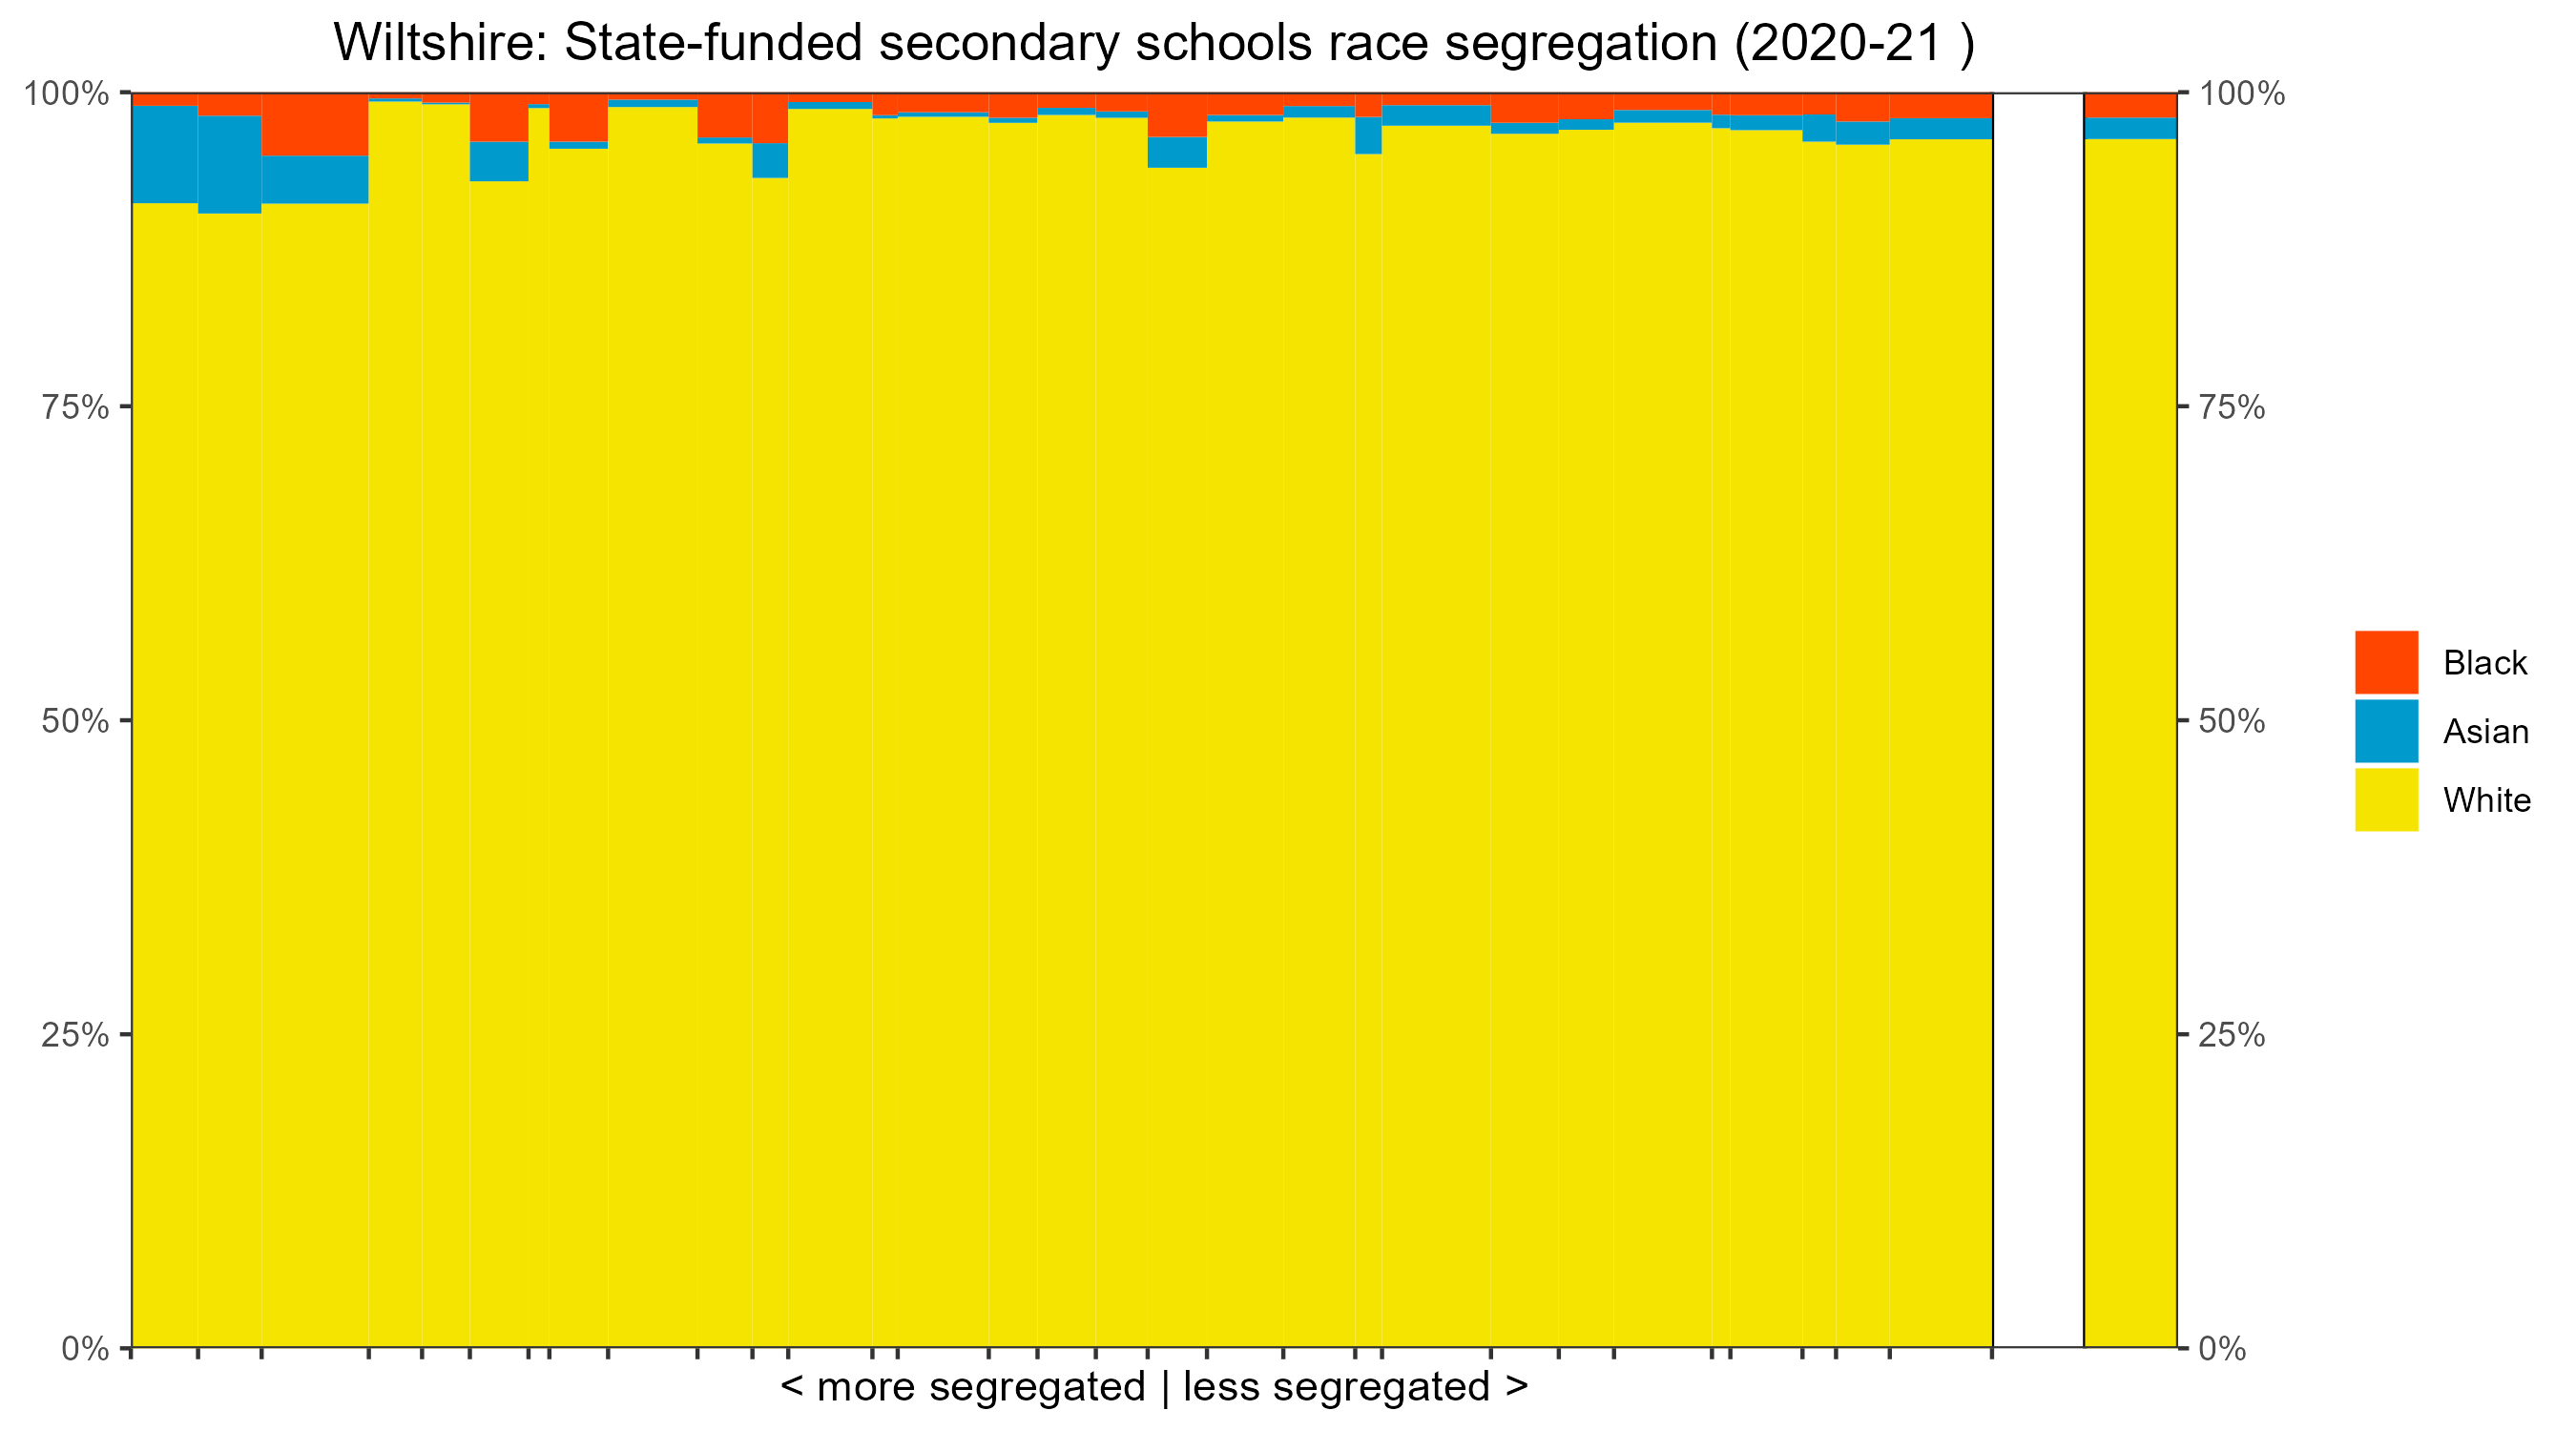 Wiltshire: State-funded secondary schools race segregation (2020-21 )
100%
75%
50%
25%
0%
100%
75%
50%
25%
0%
Black
Asian
White
< more segregated | less segregated >